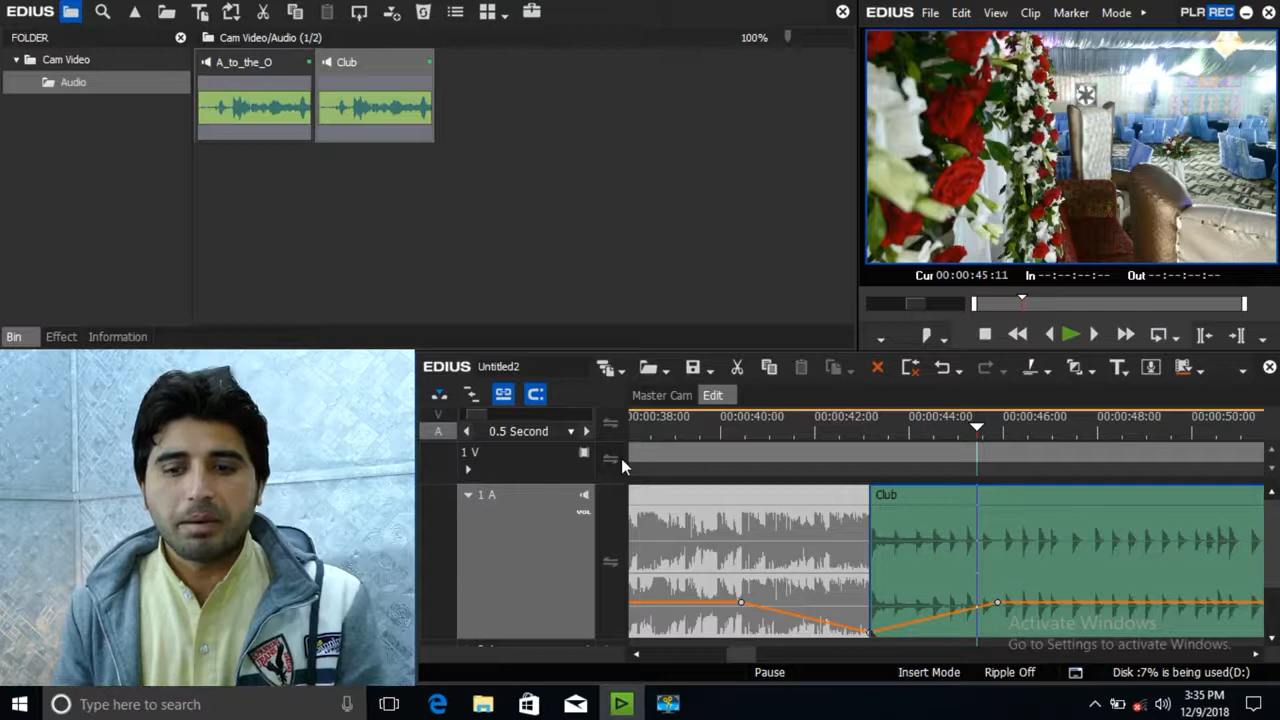 EDIUS
FOLDER
Cam Video
Audio
Cam Video/Audio (1/2)
100%
A_to_the_O
Club
Bin Effect Information
EDIUS File Edit View Clip Marker Mode PLR REC
Cur 00:00:45:11 In --:--:--:-- Out --:--:--:--
EDIUS Untitled2
Master Cam Edit
V
A
0.5 Second
00:00:38:00 00:00:40:00 00:00:42:00 00:00:44:00 00:00:46:00 00:00:48:00 00:00:50:00
1 V
1 A
VOL
Club
Activate Windows
Go to Settings to activate Windows.
Pause Insert Mode Ripple Off Disk :7% is being used(D:)
Type here to search
3:35 PM
12/9/2018